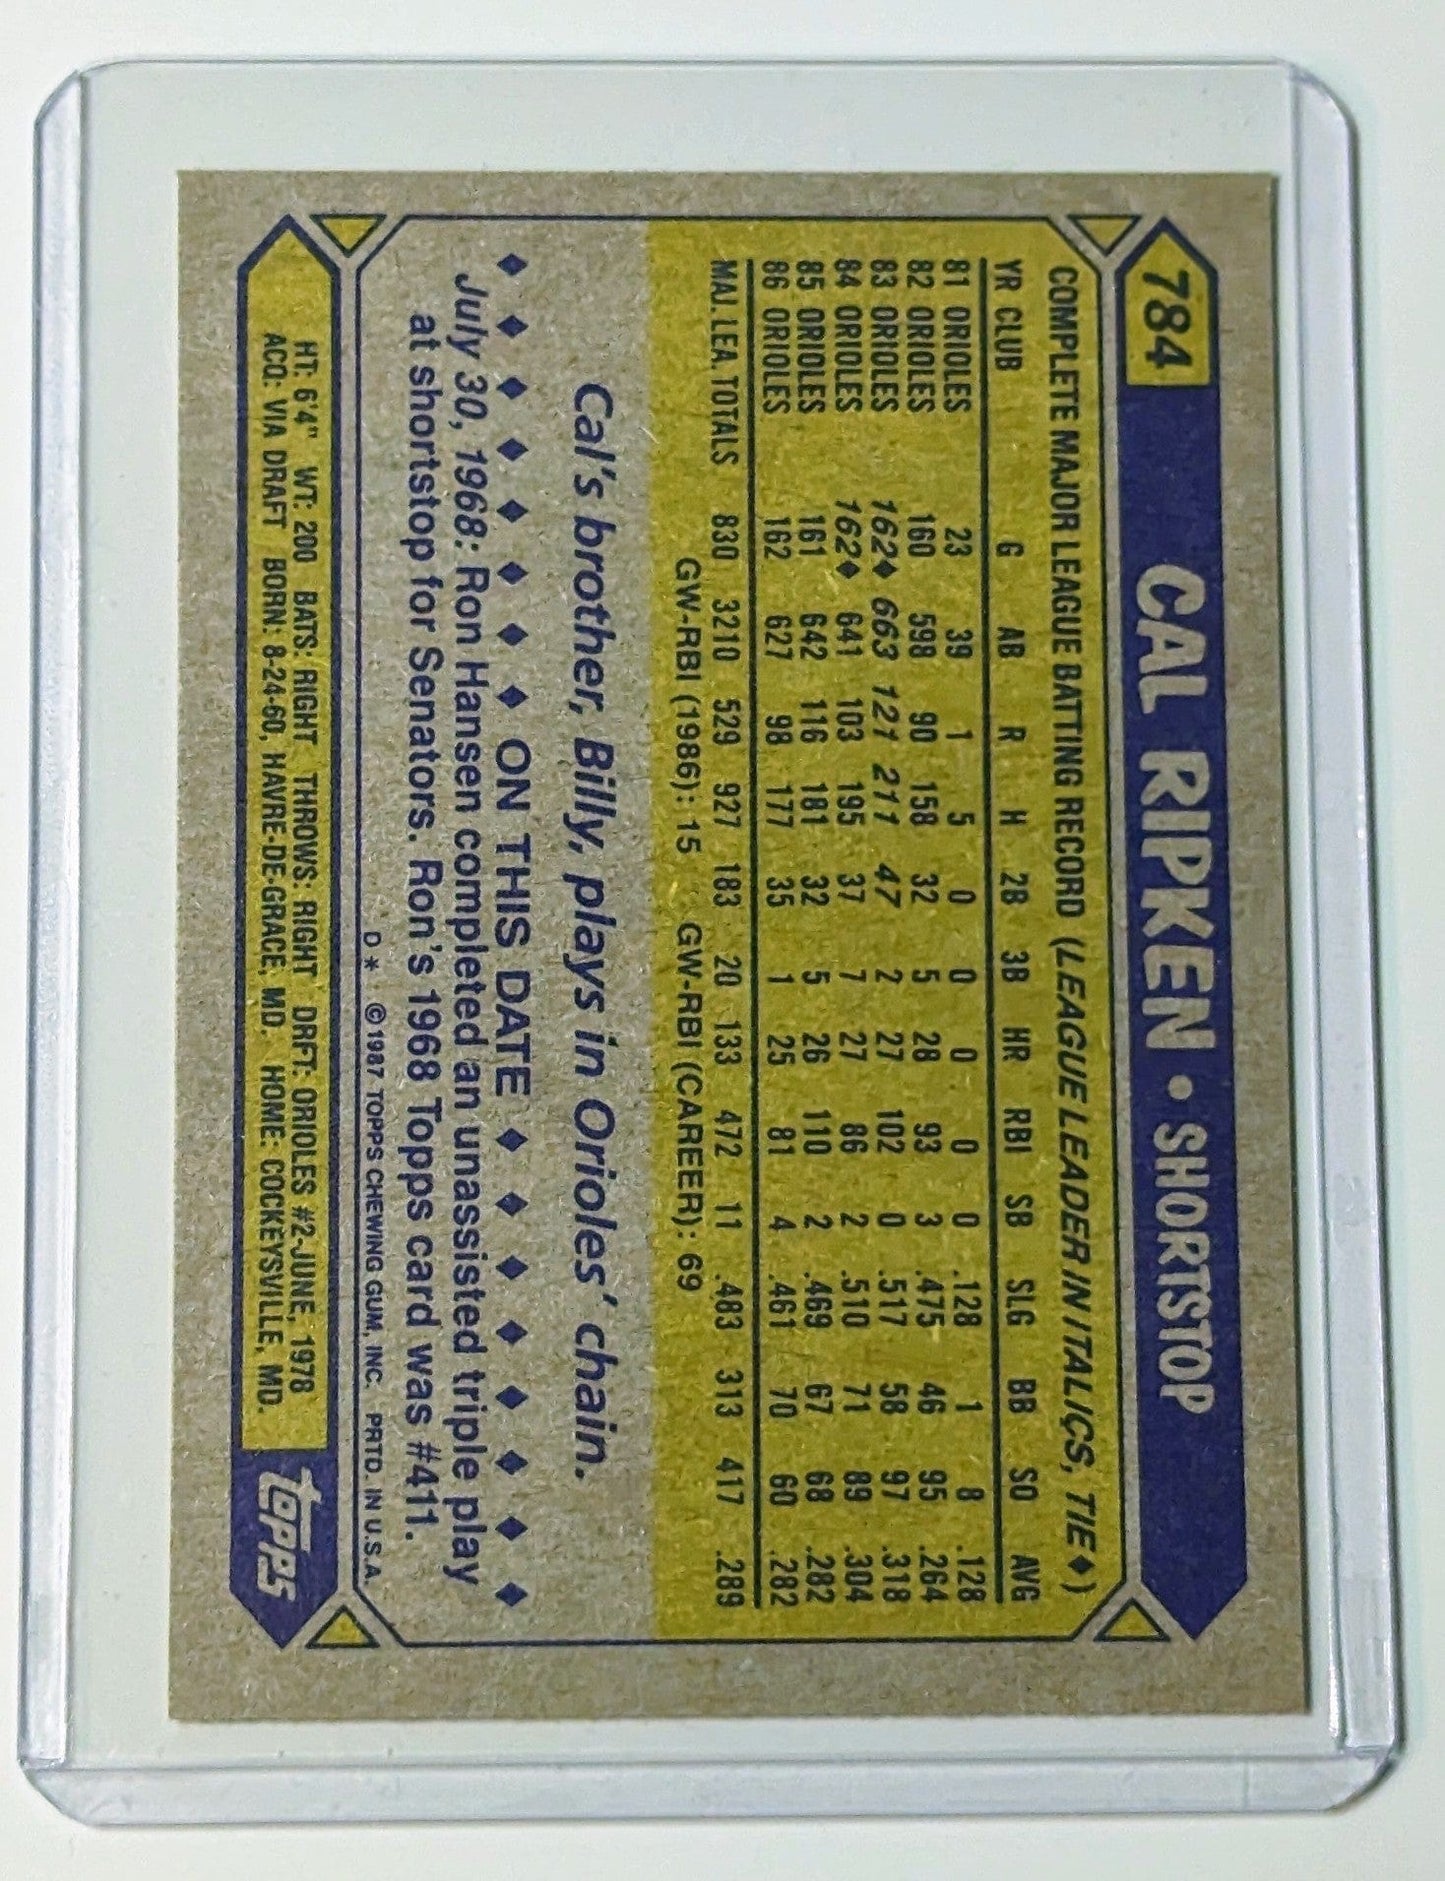 784 CAL RIPKEN • SHORTSTOP
COMPLETE MAJOR LEAGUE BATTING RECORD (LEAGUE LEADER IN ITALICS, TIE♦)
YR CLUB G AB R H 2B 3B HR RBI SB SLG BB SO AVG
81 ORIOLES 23 39 1 5 0 0 0 0 0 .128 1 8 .128
82 ORIOLES 160 598 90 158 32 5 28 93 3 .475 46 95 .264
83 ORIOLES 162♦ 663 121 211 47 2 27 102 0 .517 58 97 .318
84 ORIOLES 162♦ 641 103 195 37 7 27 86 2 .510 71 89 .304
85 ORIOLES 161 642 116 181 32 5 26 110 2 .469 67 68 .282
86 ORIOLES 162 627 98 177 35 1 25 81 4 .461 70 60 .282
MAJ. LEA. TOTALS 830 3210 529 927 183 20 133 472 11 .483 313 417 .289
GW-RBI (1986): 15 GW-RBI (CAREER): 69
Cal's brother, Billy, plays in Orioles' chain.
♦ ♦ ♦ ♦ ♦ ♦ ♦ ♦ ON THIS DATE ♦ ♦ ♦ ♦ ♦ ♦ ♦ ♦
July 30, 1968: Ron Hansen completed an unassisted triple play
at shortstop for Senators. Ron's 1968 Topps card was #411.
D * ©1987 TOPPS CHEWING GUM, INC. PRTD. IN U.S.A.
HT: 6'4" WT: 200 BATS: RIGHT THROWS: RIGHT DRFT: ORIOLES #2-JUNE, 1978
ACQ: VIA DRAFT BORN: 8-24-60, HAVRE-DE-GRACE, MD. HOME: COCKEYSVILLE, MD.
topps